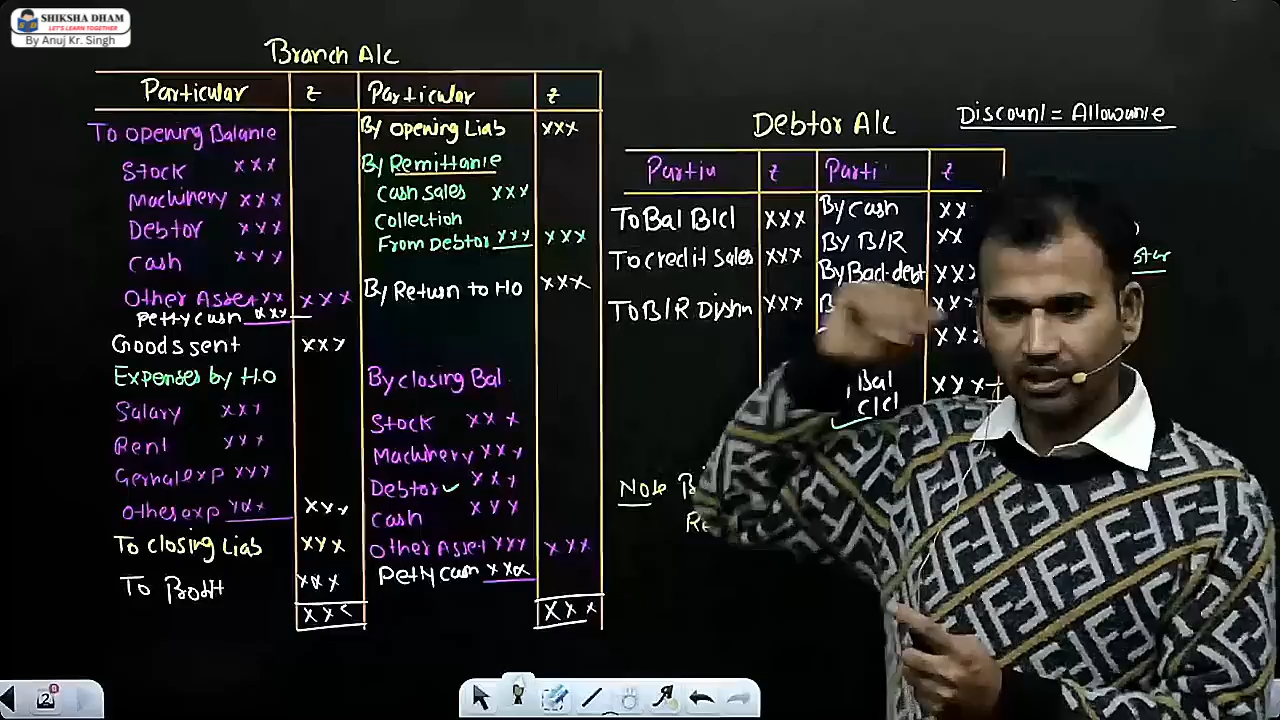 SHIKSHA DHAM
LET'S LEARN TOGETHER
By Anuj Kr. Singh
Branch A/c
Particular ₹ Particular ₹
To opening Balance
Stock xxx
Machinery xxx
Debtor xxx
Cash xxx
Other Asset xx xxx
Petty cash xxx
Goods sent xxx
Expenses by H.O
Salary xxx
Rent xxx
Gernal exp xxx
Other exp xxx xxx
To closing Liab xxx
To Profit xxx
xxx
By opening Liab xxx
By Remittance
Cash sales xxx
Collection
From Debtor xxx xxx
By Return to HO xxx
By closing Bal
Stock xxx
Machinery xxx
Debtor ✓ xxx
Cash xxx
Other Asset xxx xxx
Petty cash xxx
xxx
Discount = Allowance
Debtor A/c
Partiu ₹ Parti ₹
To Bal B/d xxx
To credit Sales xxx
To B/R Dishn xxx
By Cash xx
By B/R xx
By Bad debt xxx
xx
xxx
Bal xxx
C/d
Note
2